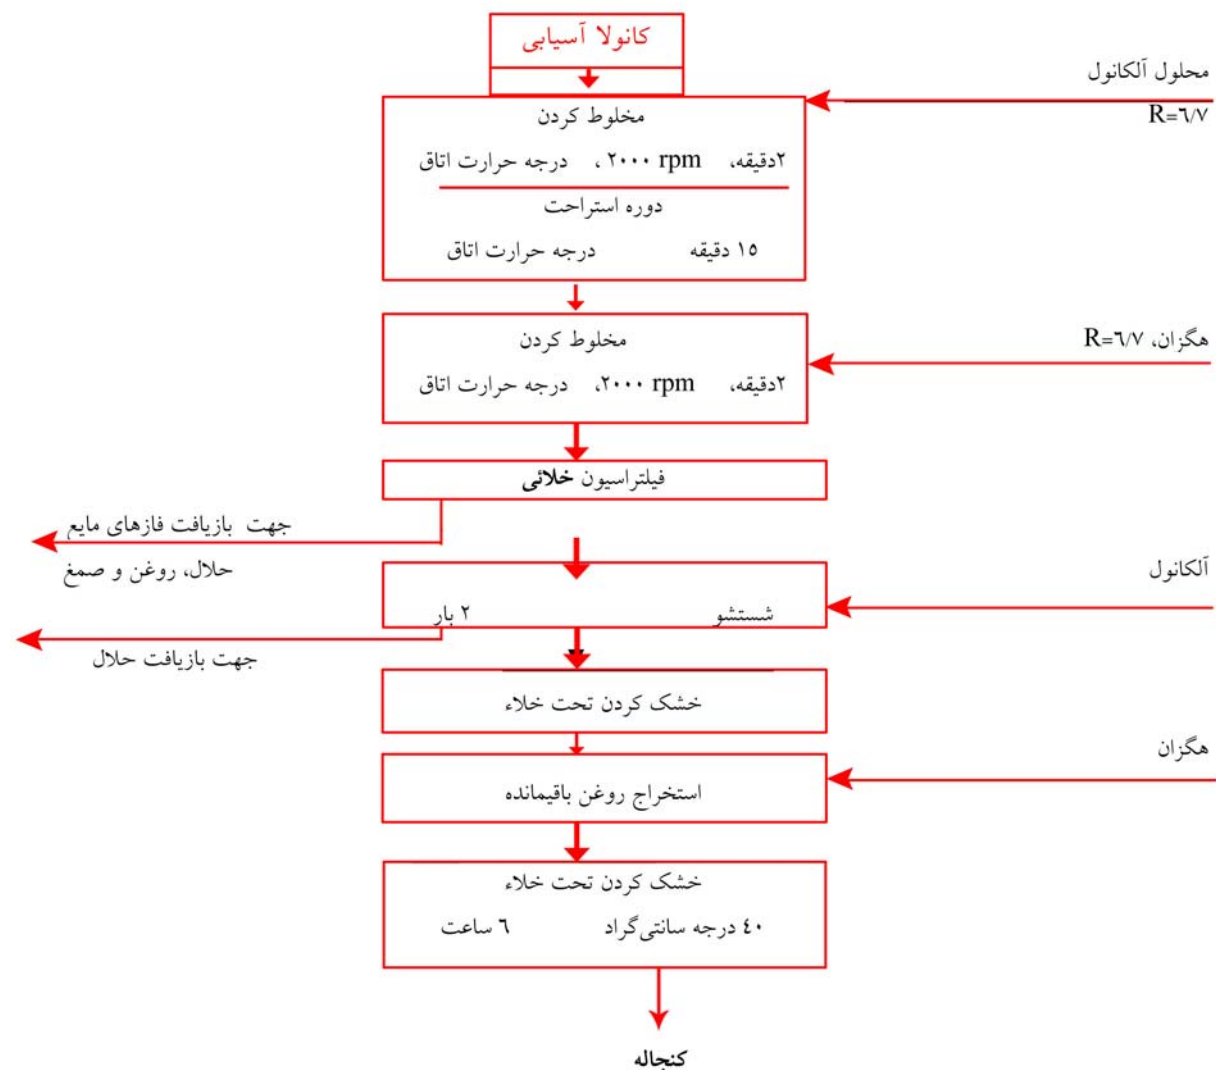 کانولا آسیابی
محلول آلکانول
R=٦/٧
مخلوط کردن
٢دقیقه، ٢٠٠٠ rpm ، درجه حرارت اتاق
دوره استراحت
١٥ دقیقه درجه حرارت اتاق
هگزان، R=٦/٧
مخلوط کردن
٢دقیقه، ٢٠٠٠ rpm، درجه حرارت اتاق
فیلتراسیون خلائی
جهت بازیافت فازهای مایع
حلال، روغن و صمغ
آلکانول
شستشو ٢ بار
جهت بازیافت حلال
خشک کردن تحت خلاء
هگزان
استخراج روغن باقیمانده
خشک کردن تحت خلاء
٤٠ درجه سانتی‌گراد ٦ ساعت
کنجاله